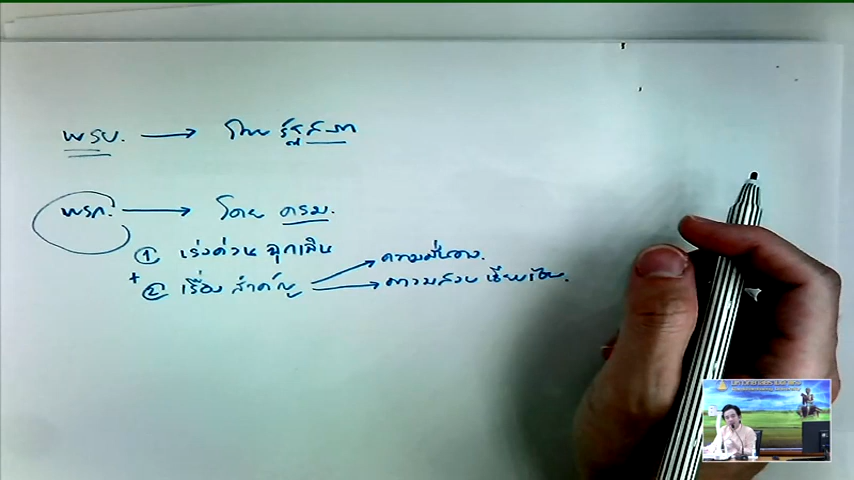 พรบ. → โดย รัฐสภา
พรก. → โดย ครม.
① เร่งด่วน ฉุกเฉิน
+ ② เรื่อง สำคัญ → ความมั่นคง.
→ ความสงบ เรียบร้อย.